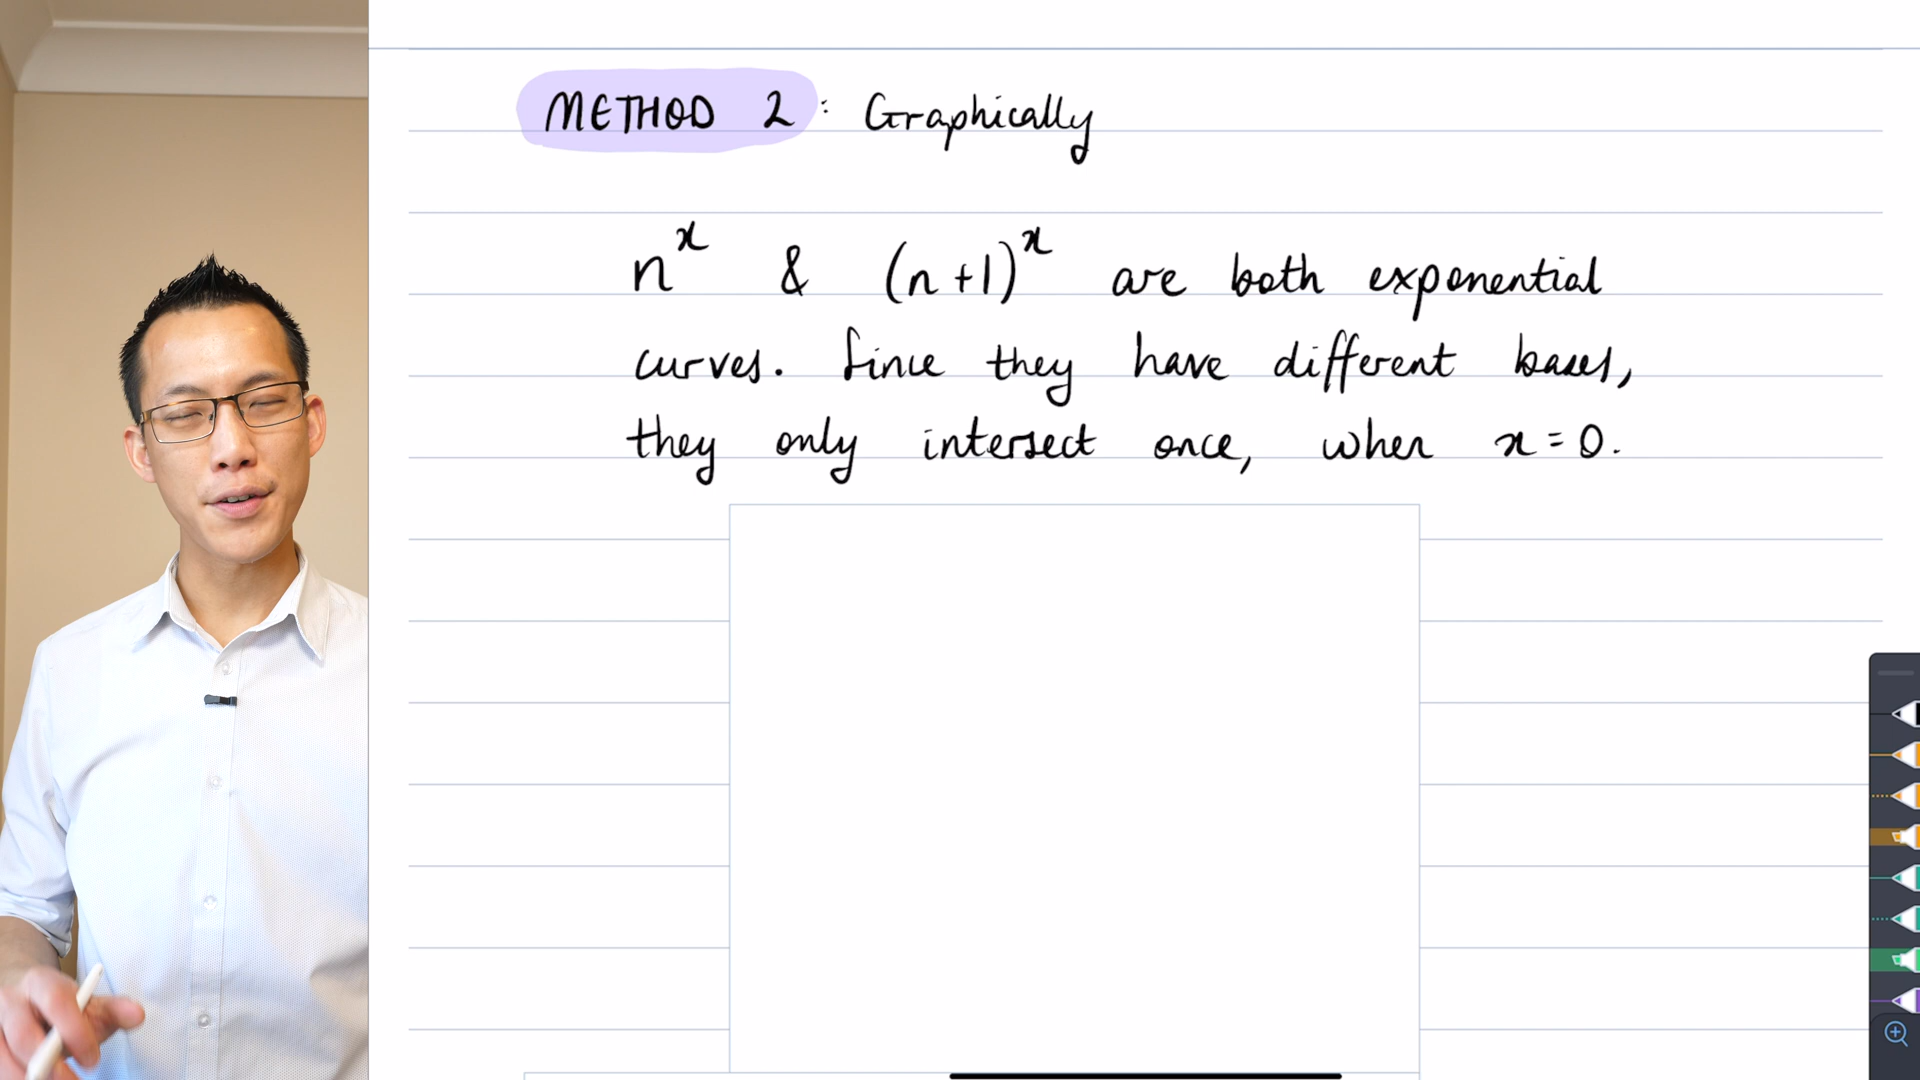 METHOD 2 : Graphically
n^x & (n+1)^x are both exponential
curves. Since they have different bases,
they only intersect once, when x=0.